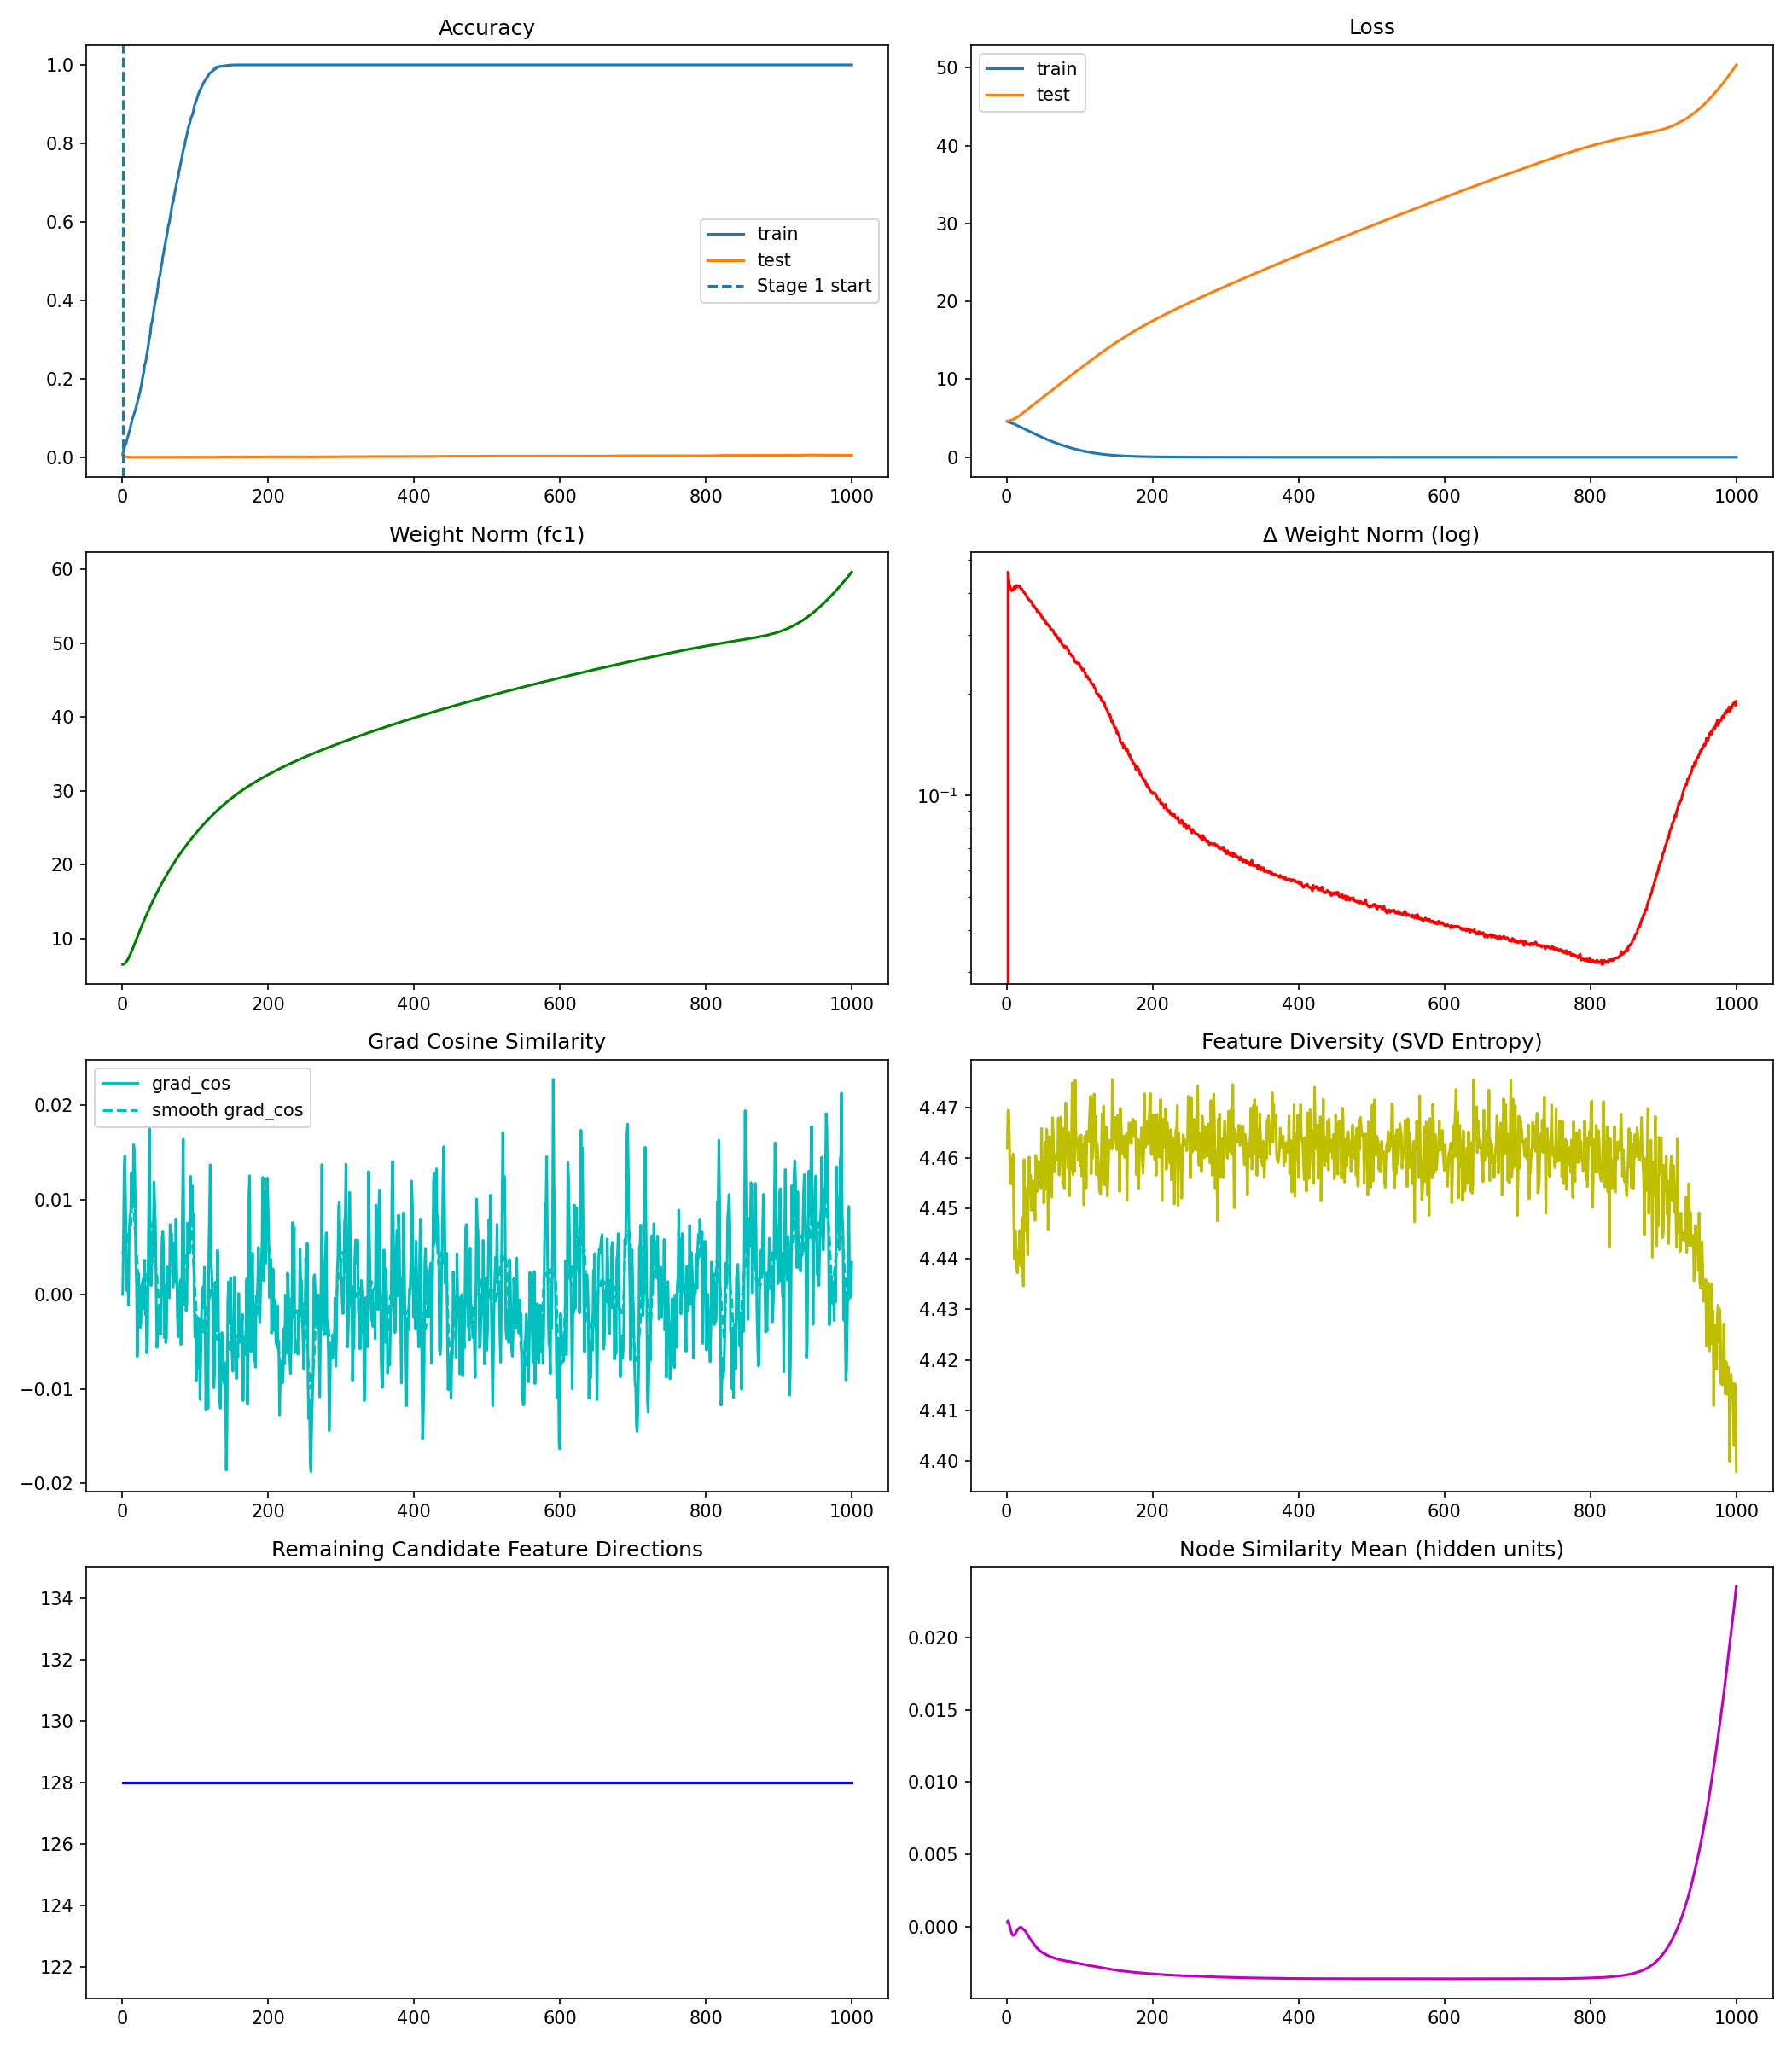 Accuracy
1.0
0.8
0.6
0.4
0.2
0.0
train
test
Stage 1 start
0 200 400 600 800 1000
Loss
train
test
50
40
30
20
10
0
0 200 400 600 800 1000
Weight Norm (fc1)
60
50
40
30
20
10
0 200 400 600 800 1000
Δ Weight Norm (log)
10⁻¹
0 200 400 600 800 1000
Grad Cosine Similarity
grad_cos
smooth grad_cos
0.02
0.01
0.00
−0.01
−0.02
0 200 400 600 800 1000
Feature Diversity (SVD Entropy)
4.47
4.46
4.45
4.44
4.43
4.42
4.41
4.40
0 200 400 600 800 1000
Remaining Candidate Feature Directions
134
132
130
128
126
124
122
0 200 400 600 800 1000
Node Similarity Mean (hidden units)
0.020
0.015
0.010
0.005
0.000
0 200 400 600 800 1000